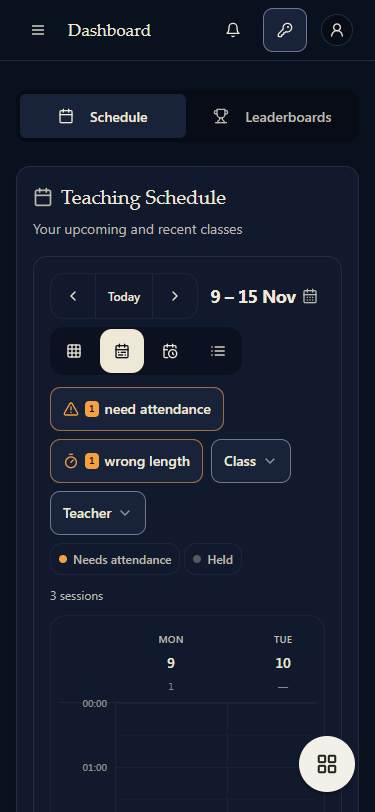 Dashboard
Schedule
Leaderboards
Teaching Schedule
Your upcoming and recent classes
Today
9 – 15 Nov
1 need attendance
1 wrong length
Class
Teacher
Needs attendance
Held
3 sessions
MON
TUE
9
10
1
—
00:00
01:00